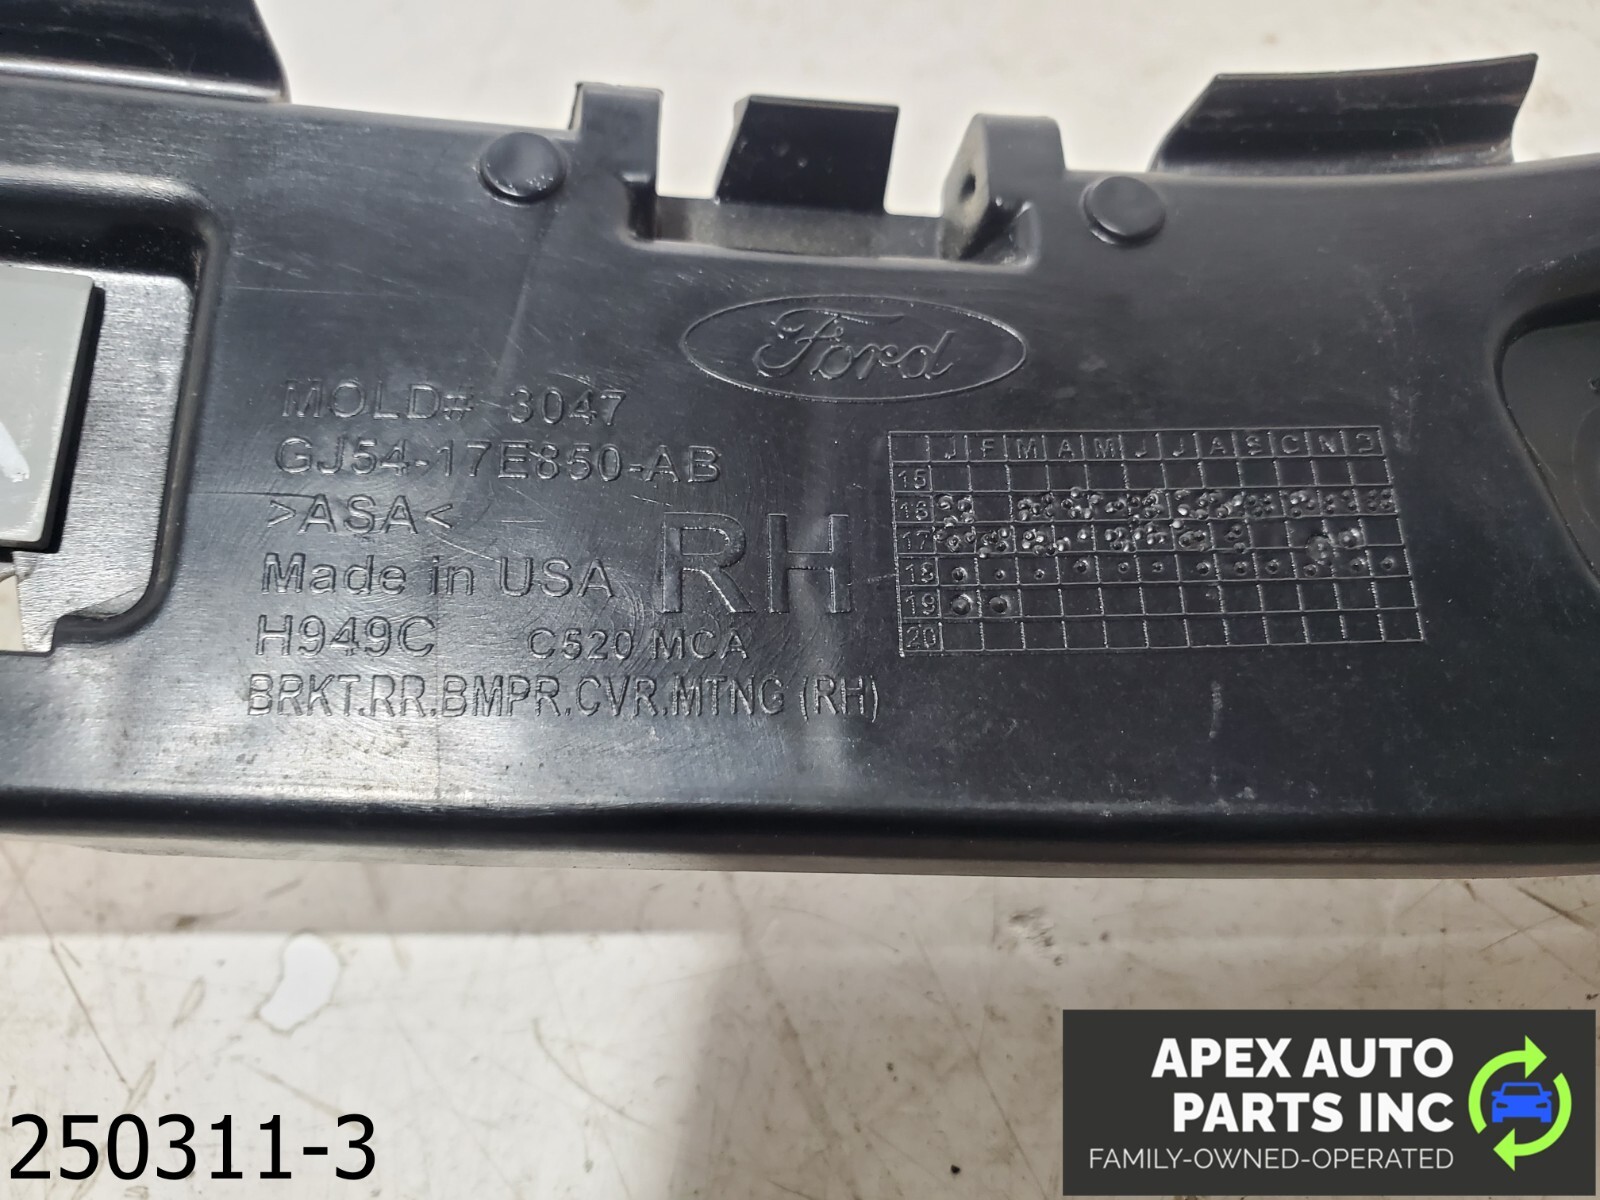 Ford
MOLD# 3047
GJ54-17E850-AB
>ASA<
RH
Made in USA
H949C
C520 MCA
BRKT.RR.BMPR.CVR.MTNG (RH)
J F M A M J J A S O N D
15
16
17
18
19
20
250311-3
APEX AUTO
PARTS INC
FAMILY-OWNED-OPERATED